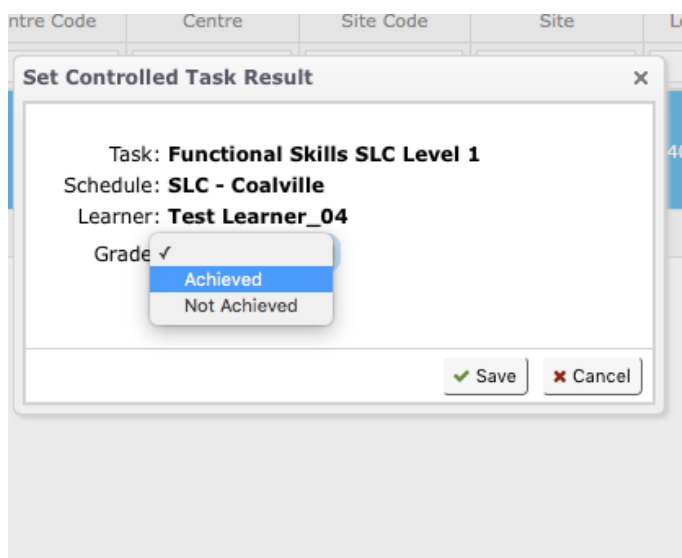 ntre Code Centre Site Code Site
Set Controlled Task Result ×
Task: Functional Skills SLC Level 1
Schedule: SLC - Coalville
Learner: Test Learner_04
Grade ✓
Achieved
Not Achieved
Save Cancel